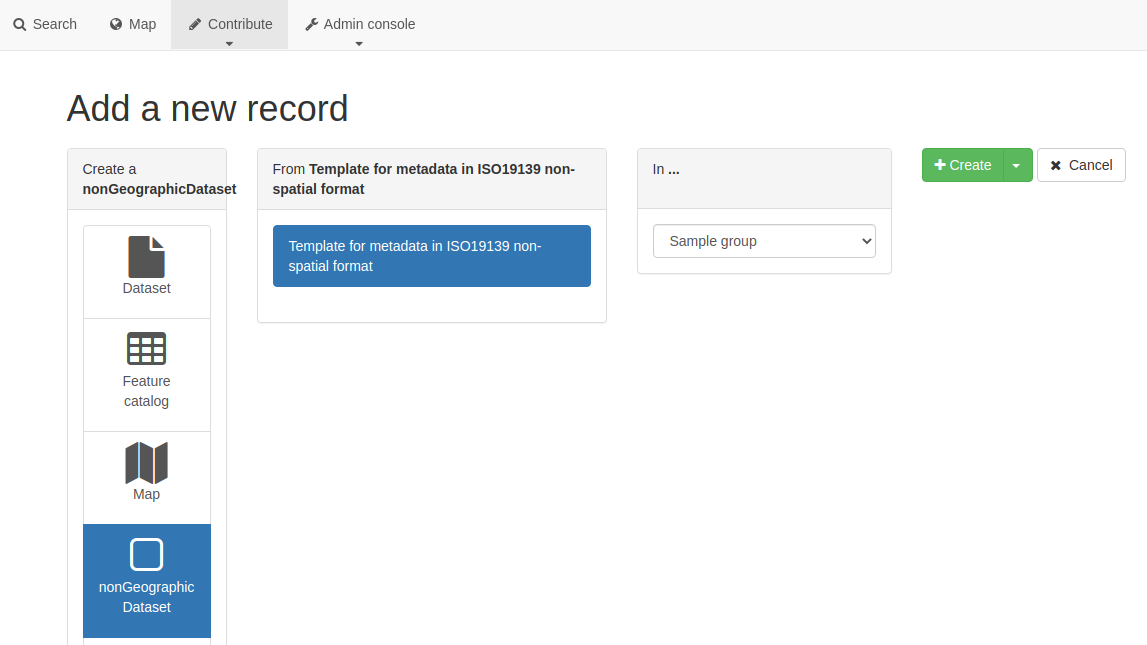 Search
Map
Contribute
Admin console
Add a new record
Create a
nonGeographicDataset
Dataset
Feature
catalog
Map
nonGeographic
Dataset
From Template for metadata in ISO19139 non-
spatial format
Template for metadata in ISO19139 non-
spatial format
In ...
Sample group
Create
Cancel